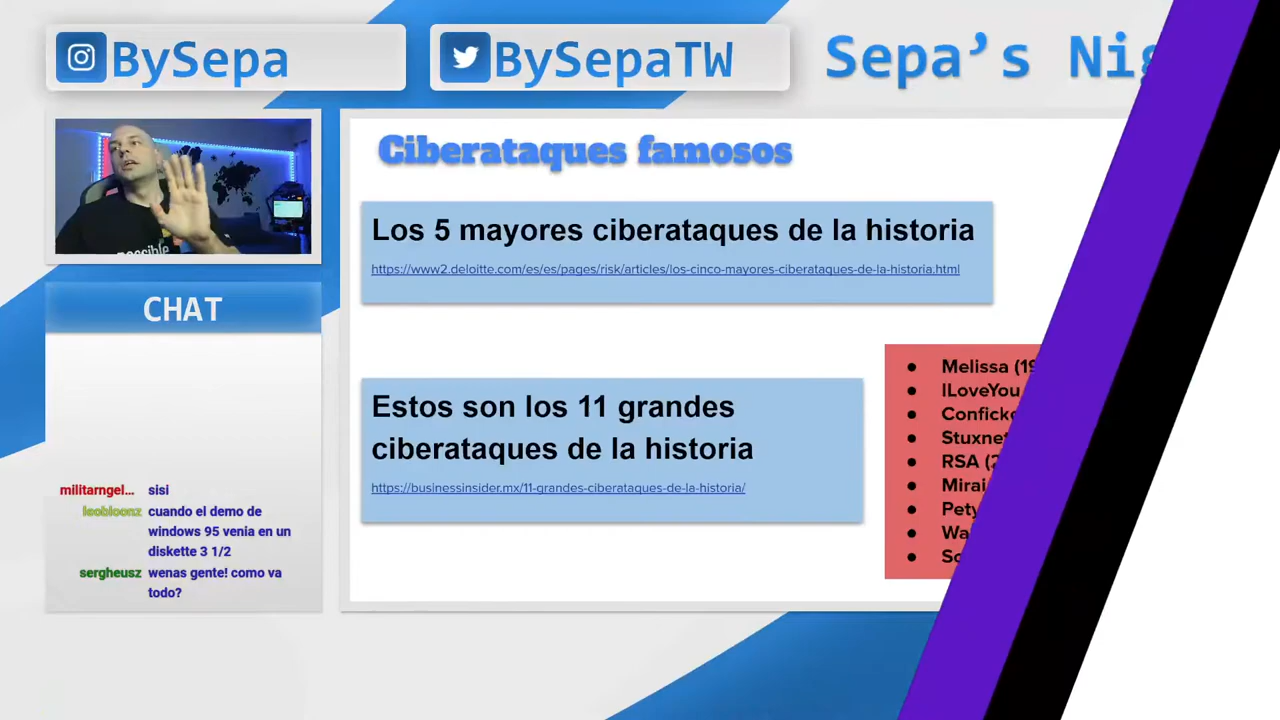 BySepa
BySepaTW
Sepa's
Ciberataques famosos
Los 5 mayores ciberataques de la historia
https://www2.deloitte.com/es/es/pages/risk/articles/los-cinco-mayores-ciberataques-de-la-historia.html
CHAT
Estos son los 11 grandes
ciberataques de la historia
https://businessinsider.mx/11-grandes-ciberataques-de-la-historia/
● Melissa
● ILoveYou
● 
● Stuxnet
● RSA
● Mirai
militarngel... sisi
leobloonz cuando el demo de
windows 95 venia en un
diskette 3 1/2
sergheusz wenas gente! como va
todo?